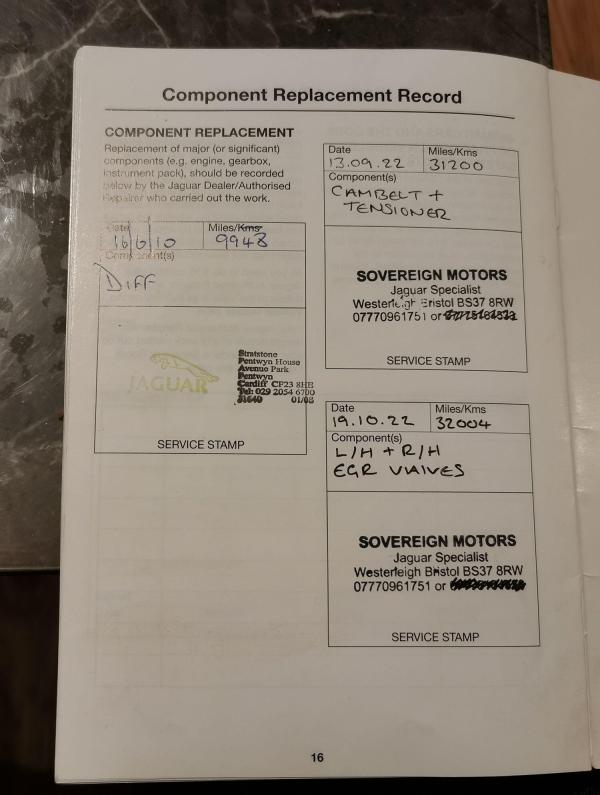 Component Replacement Record
COMPONENT REPLACEMENT
Replacement of major (or significant)
components (e.g. engine, gearbox,
instrument pack), should be recorded
below by the Jaguar Dealer/Authorised
Repairer who carried out the work.
Date
Miles/Kms
16/6/10
9948
Component(s)
DIFF
JAGUAR
Stratstone
Pentwyn House
Avenue Park
Pentwyn
Cardiff CF23 8HE
Tel: 029 2054 6700
31640 01/08
SERVICE STAMP
Date
Miles/Kms
13.09.22
31200
Component(s)
CAMBELT +
TENSIONER
SOVEREIGN MOTORS
Jaguar Specialist
Westerleigh Bristol BS37 8RW
07770961751 or
SERVICE STAMP
Date
Miles/Kms
19.10.22
32004
Component(s)
L/H + R/H
EGR VALVES
SOVEREIGN MOTORS
Jaguar Specialist
Westerleigh Bristol BS37 8RW
07770961751 or
SERVICE STAMP
16